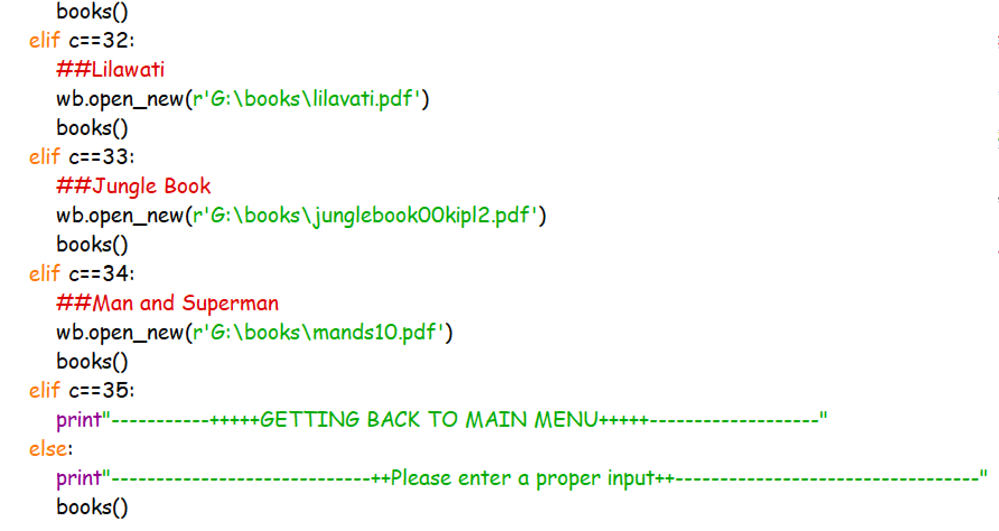 books()
elif c==32:
##Lilawati
wb.open_new(r'G:\books\lilavati.pdf')
books()
elif c==33:
##Jungle Book
wb.open_new(r'G:\books\junglebook00kipl2.pdf')
books()
elif c==34:
##Man and Superman
wb.open_new(r'G:\books\mands10.pdf')
books()
elif c==35:
print"-----------+++++GETTING BACK TO MAIN MENU+++++-------------------"
else:
print"-----------------------------++Please enter a proper input++----------------------------------"
books()